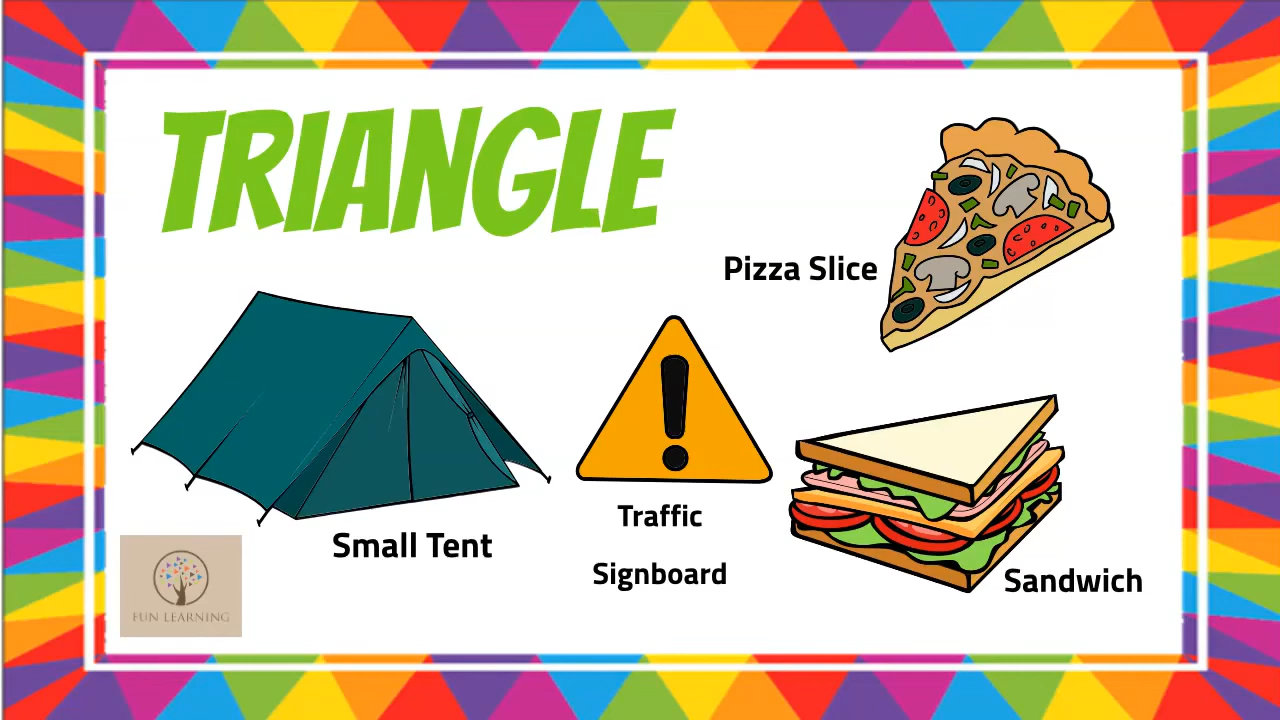 TRIANGLE
Pizza Slice
Small Tent
Traffic
Signboard
Sandwich
FUN LEARNING